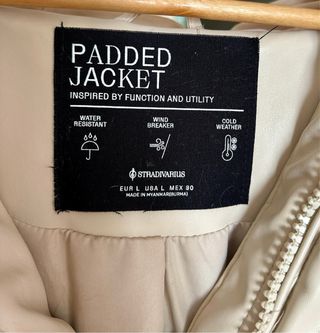 PADDED
JACKET
INSPIRED BY FUNCTION AND UTILITY
WATER RESISTANT
WIND BREAKER
COLD WEATHER
STRADIVARIUS
EUR L USA L MEX 90
MADE IN MYANMAR(BURMA)